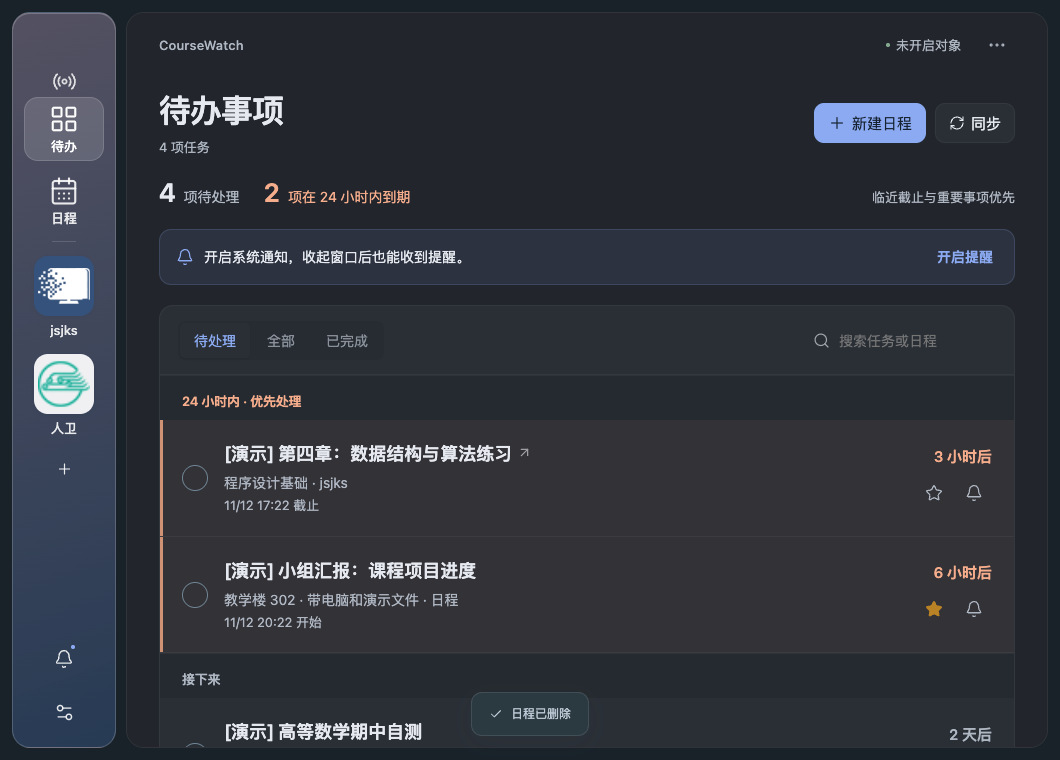 CourseWatch
未开启对象
待办
日程
jsjks
人卫
待办事项
4 项任务
新建日程
同步
4 项待处理
2 项在 24 小时内到期
临近截止与重要事项优先
开启系统通知，收起窗口后也能收到提醒。
开启提醒
待处理
全部
已完成
搜索任务或日程
24 小时内 · 优先处理
[演示] 第四章：数据结构与算法练习
3 小时后
程序设计基础 · jsjks
11/12 17:22 截止
[演示] 小组汇报：课程项目进度
6 小时后
教学楼 302 · 带电脑和演示文件 · 日程
11/12 20:22 开始
接下来
[演示] 高等数学期中自测
2 天后
日程已删除